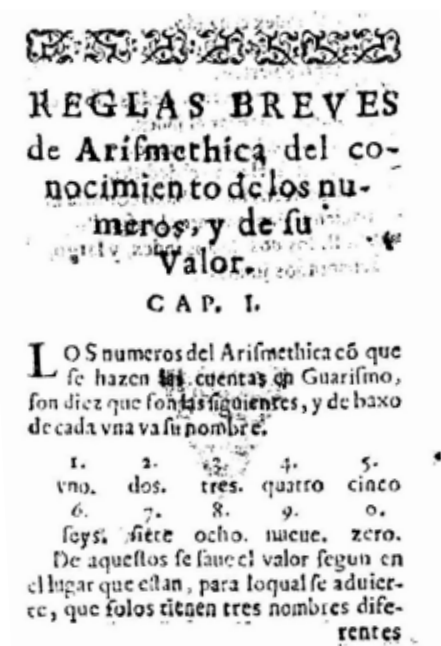 REGLAS BREVES
de Ariſmethica del co-
nocimiento de los nu-
meros, y de ſu
Valor.
CAP. I.
LOS numeros del Ariſmethica cõ que
ſe hazen las cuentas en Guariſmo,
ſon diez que ſon las ſiguientes, y de baxo
de cada vna va ſu nombre.
1. 2. 3. 4. 5.
vno. dos. tres. quatro cinco
6. 7. 8. 9. 0.
ſeys. ſiete ocho. nueue. zero.
De aqueſtos ſe ſaue el valor ſegun en
el lugar que eſtan, para loqual ſe aduier-
te, que ſolos tienen tres nombres dife-
rentes